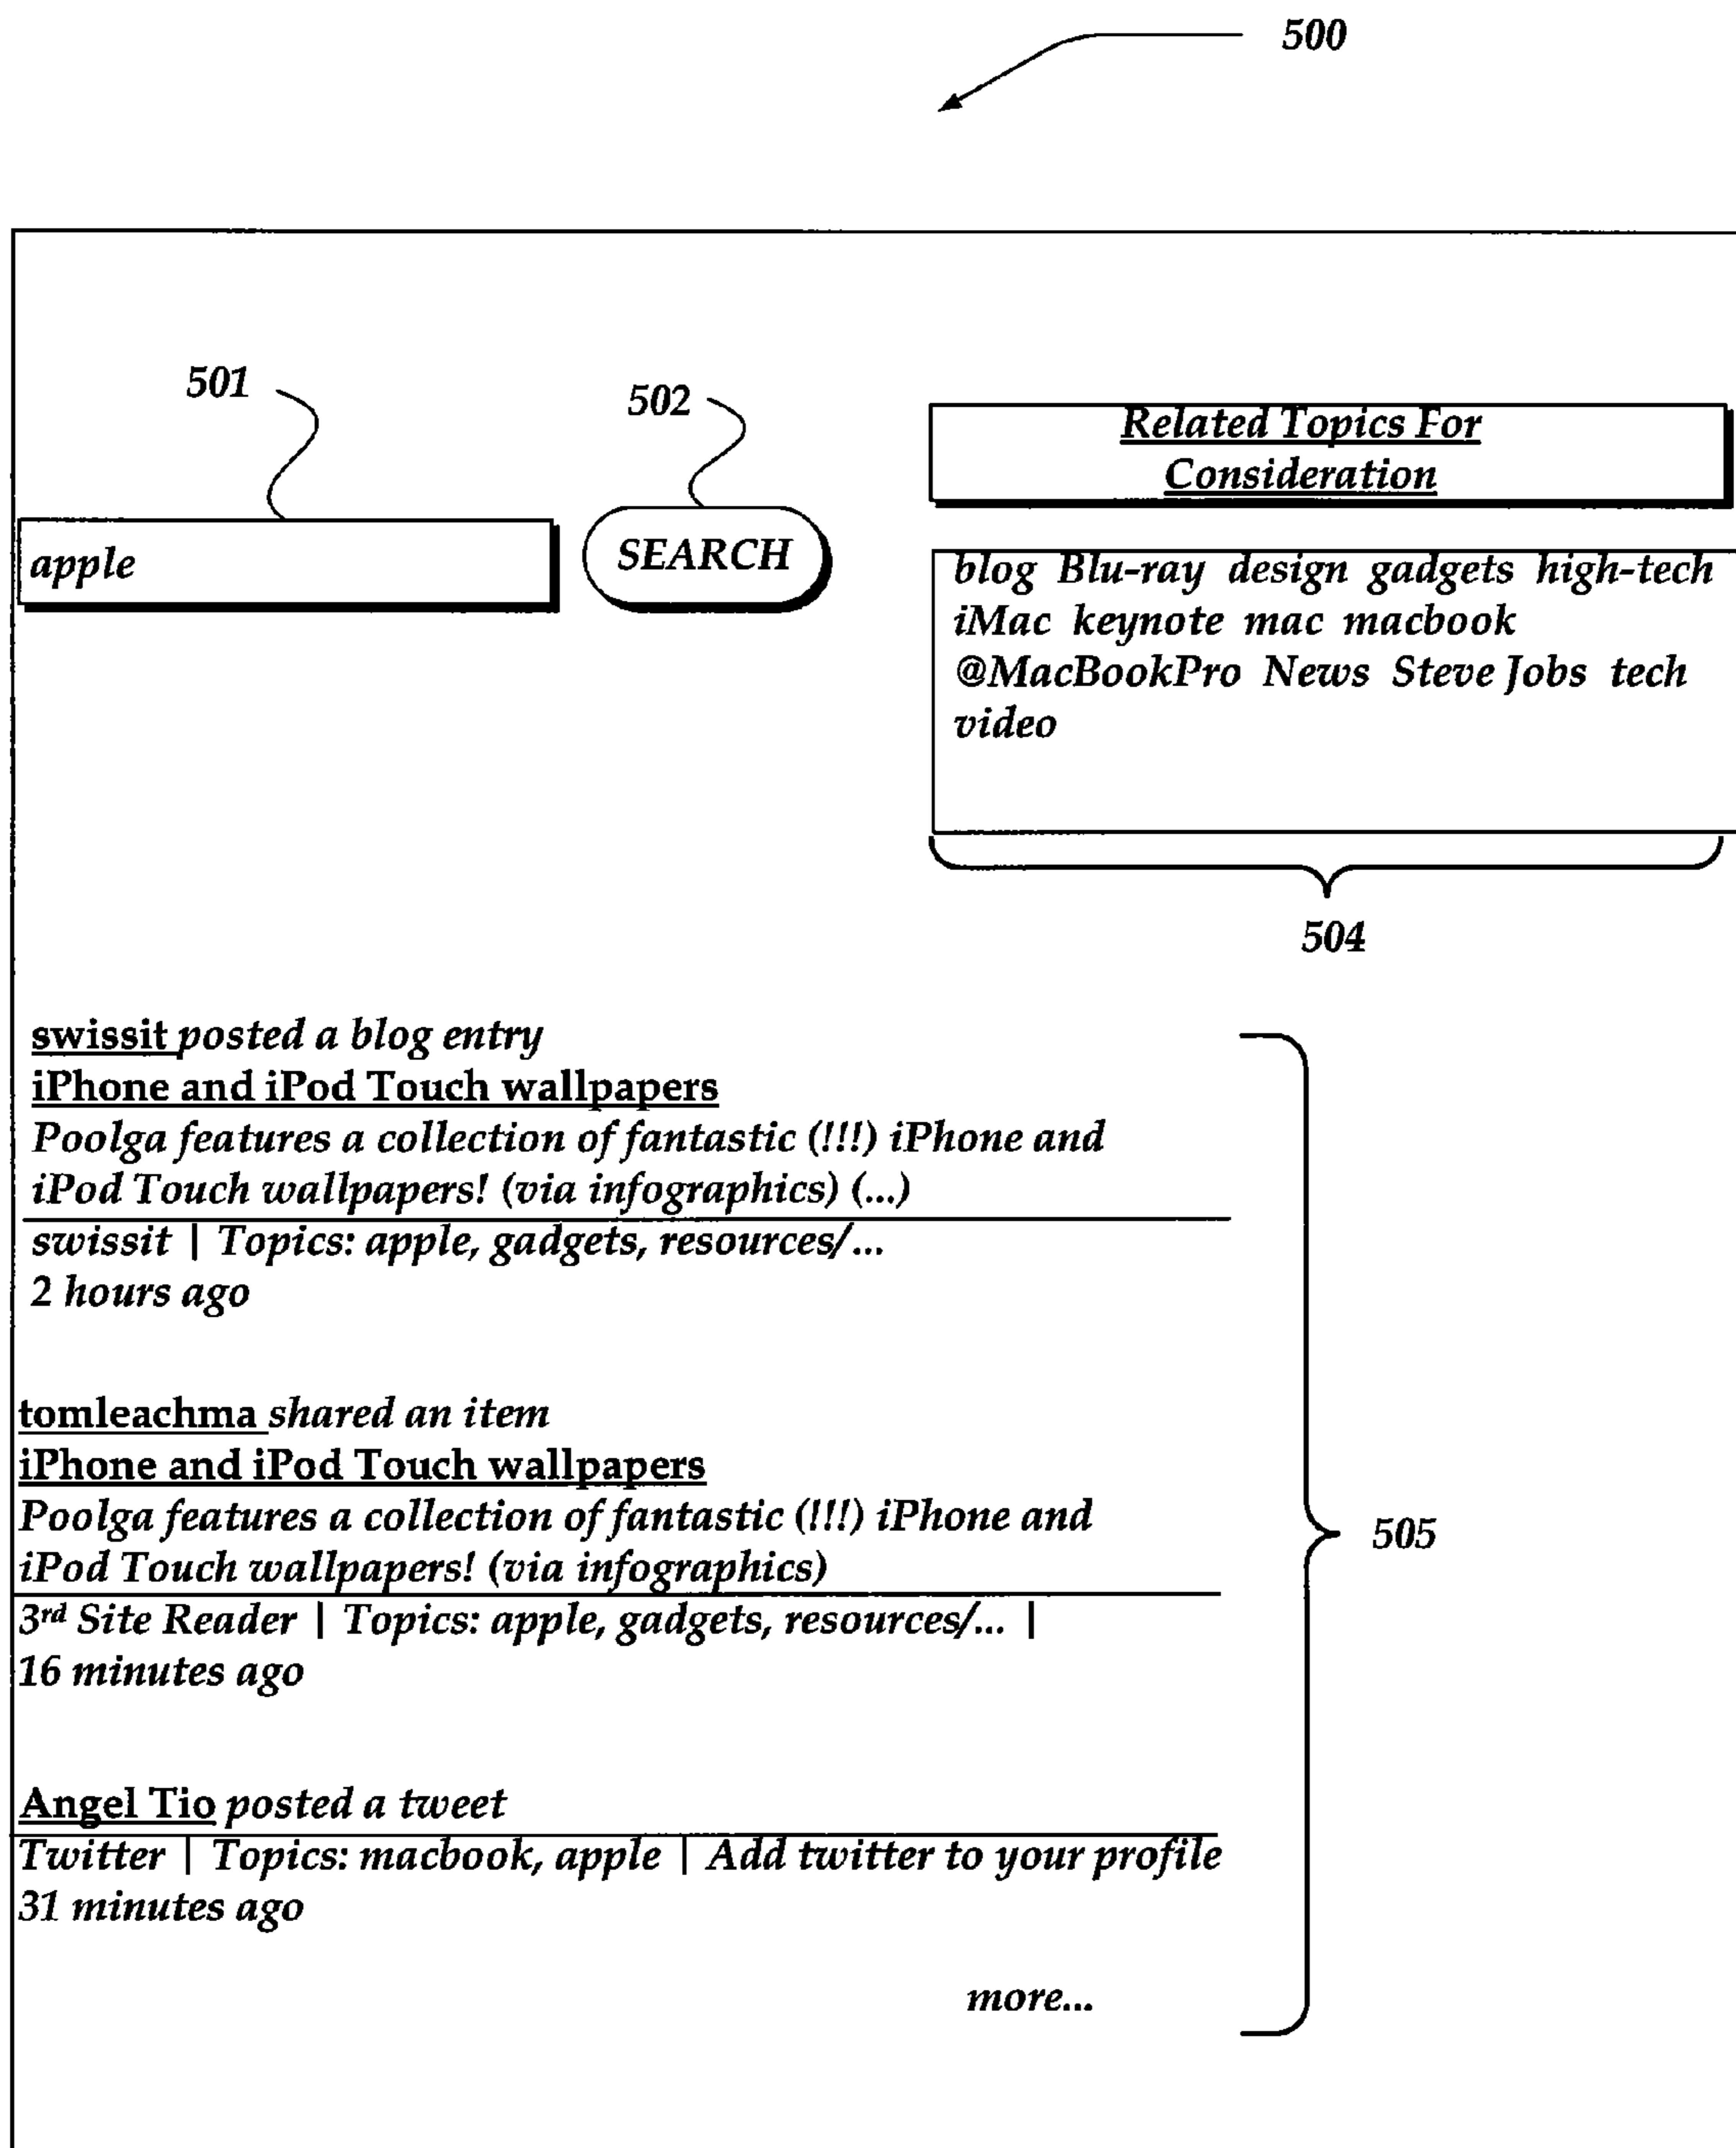 500
501
502
Related Topics For
Consideration
apple
SEARCH
blog Blu-ray design gadgets high-tech
iMac keynote mac macbook
@MacBookPro News Steve Jobs tech
video
504
swissit posted a blog entry
iPhone and iPod Touch wallpapers
Poolga features a collection of fantastic (!!!) iPhone and
iPod Touch wallpapers! (via infographics) (...)
swissit | Topics: apple, gadgets, resources/...
2 hours ago
tomleachma shared an item
iPhone and iPod Touch wallpapers
Poolga features a collection of fantastic (!!!) iPhone and
iPod Touch wallpapers! (via infographics)
505
3rd Site Reader | Topics: apple, gadgets, resources/... |
16 minutes ago
Angel Tio posted a tweet
Twitter | Topics: macbook, apple | Add twitter to your profile
31 minutes ago
more...